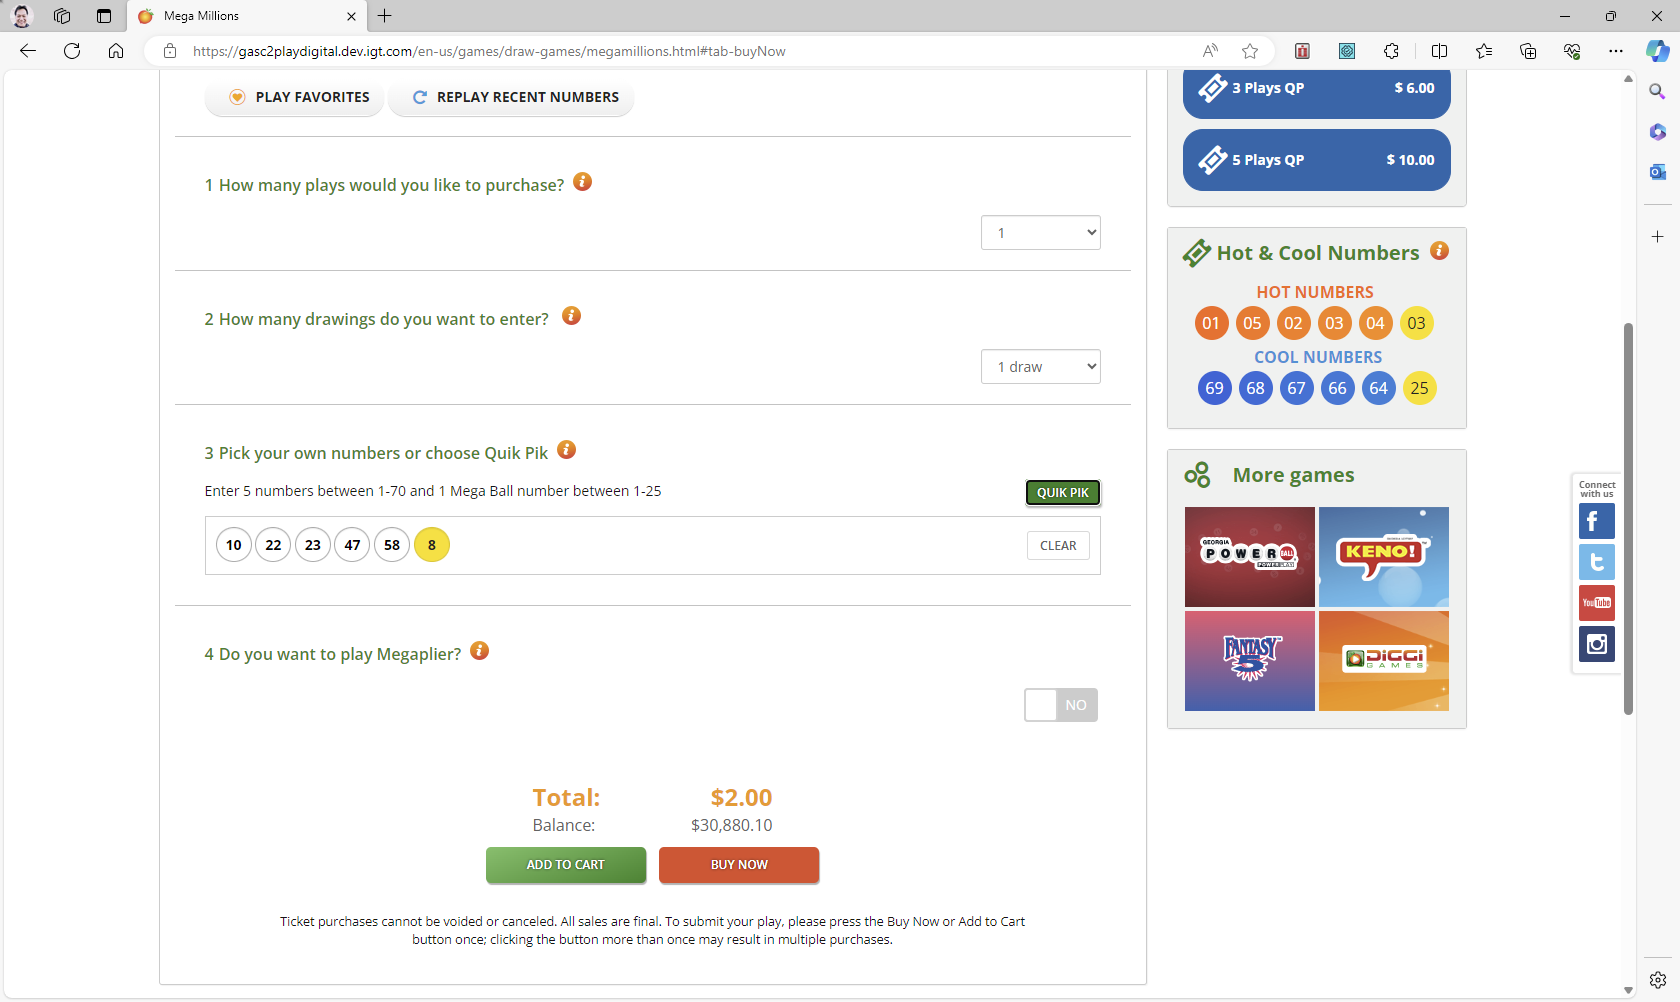 Mega Millions
https://gasc2playdigital.dev.igt.com/en-us/games/draw-games/megamillions.html#tab-buyNow
PLAY FAVORITES
REPLAY RECENT NUMBERS
1 How many plays would you like to purchase?
1
2 How many drawings do you want to enter?
1 draw
3 Pick your own numbers or choose Quik Pik
Enter 5 numbers between 1-70 and 1 Mega Ball number between 1-25
QUIK PIK
10 22 23 47 58 8
CLEAR
4 Do you want to play Megaplier?
NO
Total: $2.00
Balance: $30,880.10
ADD TO CART
BUY NOW
Ticket purchases cannot be voided or canceled. All sales are final. To submit your play, please press the Buy Now or Add to Cart
button once; clicking the button more than once may result in multiple purchases.
3 Plays QP $ 6.00
5 Plays QP $ 10.00
Hot & Cool Numbers
HOT NUMBERS
01 05 02 03 04 03
COOL NUMBERS
69 68 67 66 64 25
More games
GEORGIA
POWERBALL
POWERPLAY
KENO!
FANTASY 5
DiGGi
GAMES
Connect
with us
YouTube